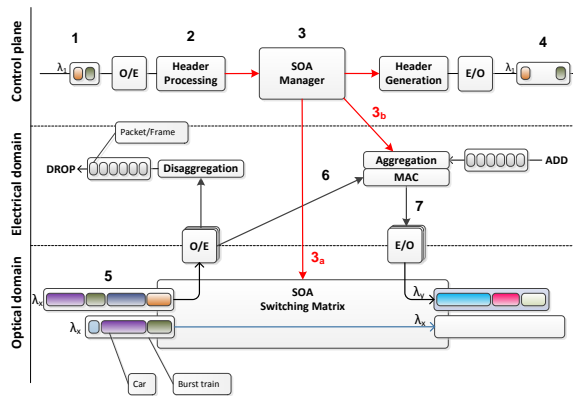 1
2
3
4
Control plane
λ1
O/E
Header
Processing
SOA
Manager
Header
Generation
E/O
λ1
3b
Electrical domain
Packet/Frame
DROP
Disaggregation
6
Aggregation
MAC
ADD
7
O/E
E/O
3a
Optical domain
5
λx
SOA
Switching Matrix
λy
λx
λx
Car
Burst train